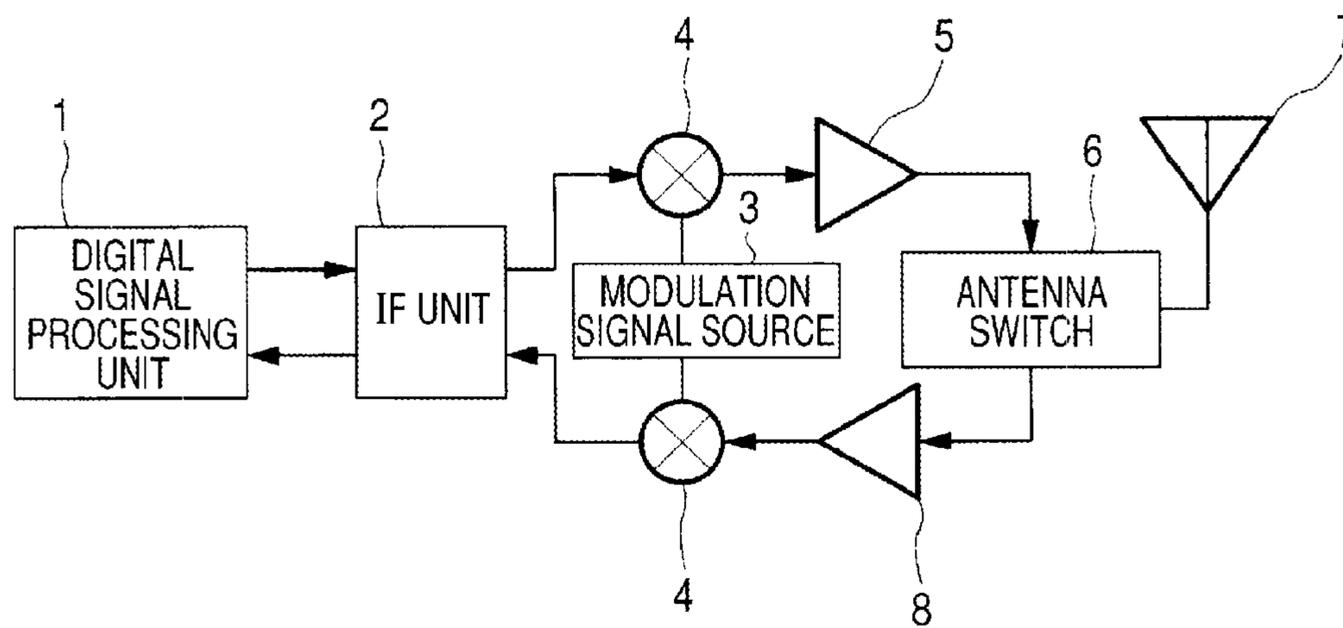 4
5
7
1
2
6
3
DIGITAL
SIGNAL
PROCESSING
UNIT
IF UNIT
MODULATION
SIGNAL SOURCE
ANTENNA
SWITCH
4
8